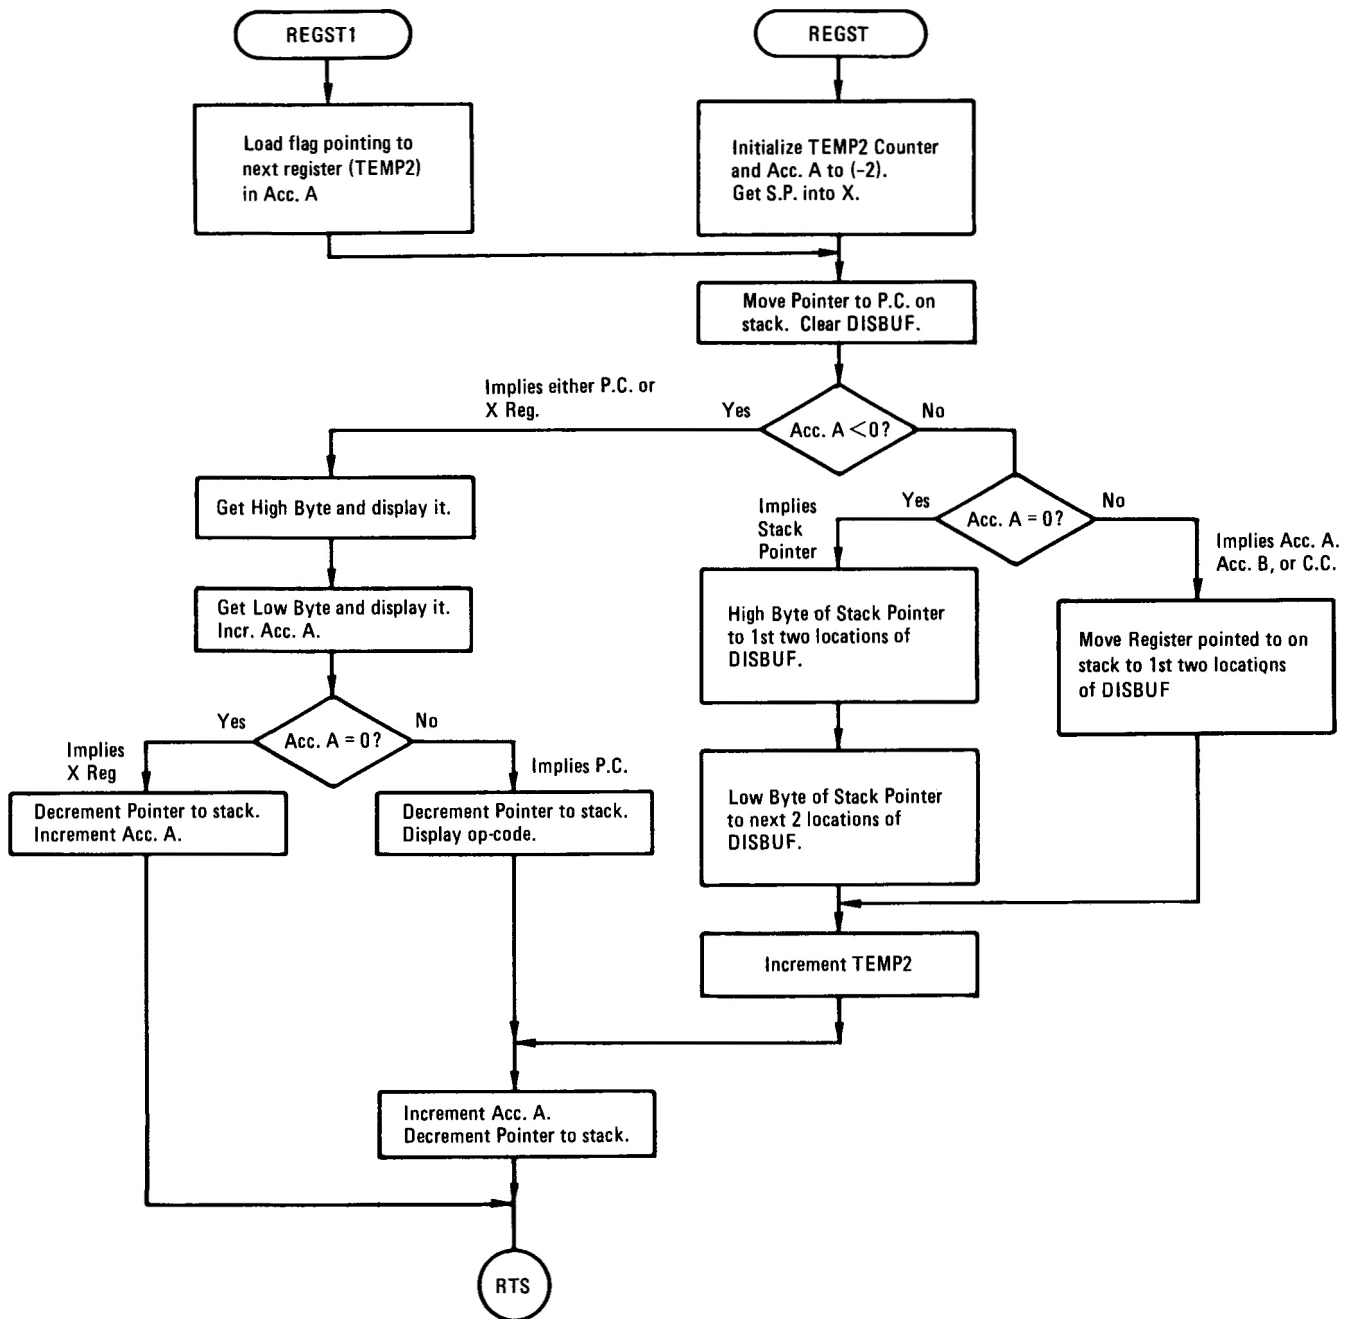 REGST1
REGST
Load flag pointing to
next register (TEMP2)
in Acc. A
Initialize TEMP2 Counter
and Acc. A to (-2).
Get S.P. into X.
Move Pointer to P.C. on
stack. Clear DISBUF.
Implies either P.C. or
X Reg.
Yes
Acc. A <0?
No
Get High Byte and display it.
Implies
Stack
Pointer
Yes
Acc. A = 0?
No
Implies Acc. A.
Acc. B, or C.C.
Get Low Byte and display it.
Incr. Acc. A.
High Byte of Stack Pointer
to 1st two locations of
DISBUF.
Move Register pointed to on
stack to 1st two locations
of DISBUF
Yes
Acc. A = 0?
No
Implies
X Reg
Implies P.C.
Decrement Pointer to stack.
Increment Acc. A.
Decrement Pointer to stack.
Display op-code.
Low Byte of Stack Pointer
to next 2 locations of
DISBUF.
Increment TEMP2
Increment Acc. A.
Decrement Pointer to stack.
RTS